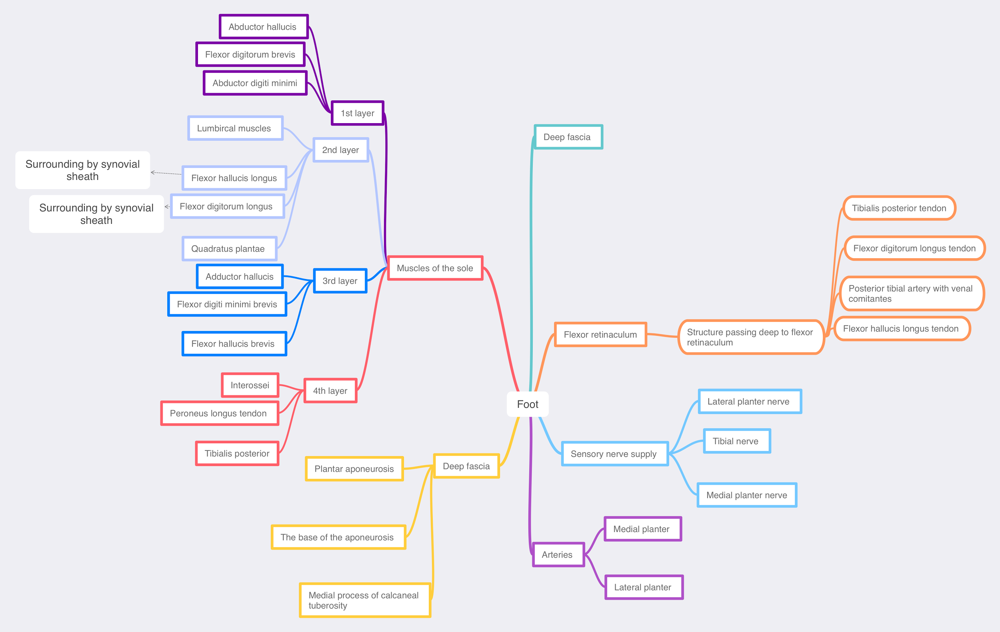 Abductor hallucis
Flexor digitorum brevis
Abductor digiti minimi
1st layer
Lumbircal muscles
2nd layer
Surrounding by synovial
sheath
Flexor hallucis longus
Surrounding by synovial
sheath
Flexor digitorum longus
Quadratus plantae
Muscles of the sole
Adductor hallucis
3rd layer
Flexor digiti minimi brevis
Flexor hallucis brevis
Interossei
4th layer
Peroneus longus tendon
Tibialis posterior
Foot
Plantar aponeurosis
Deep fascia
The base of the aponeurosis
Medial process of calcaneal
tuberosity
Deep fascia
Flexor retinaculum
Structure passing deep to flexor
retinaculum
Tibialis posterior tendon
Flexor digitorum longus tendon
Posterior tibial artery with venal
comitantes
Flexor hallucis longus tendon
Sensory nerve supply
Lateral planter nerve
Tibial nerve
Medial planter nerve
Arteries
Medial planter
Lateral planter